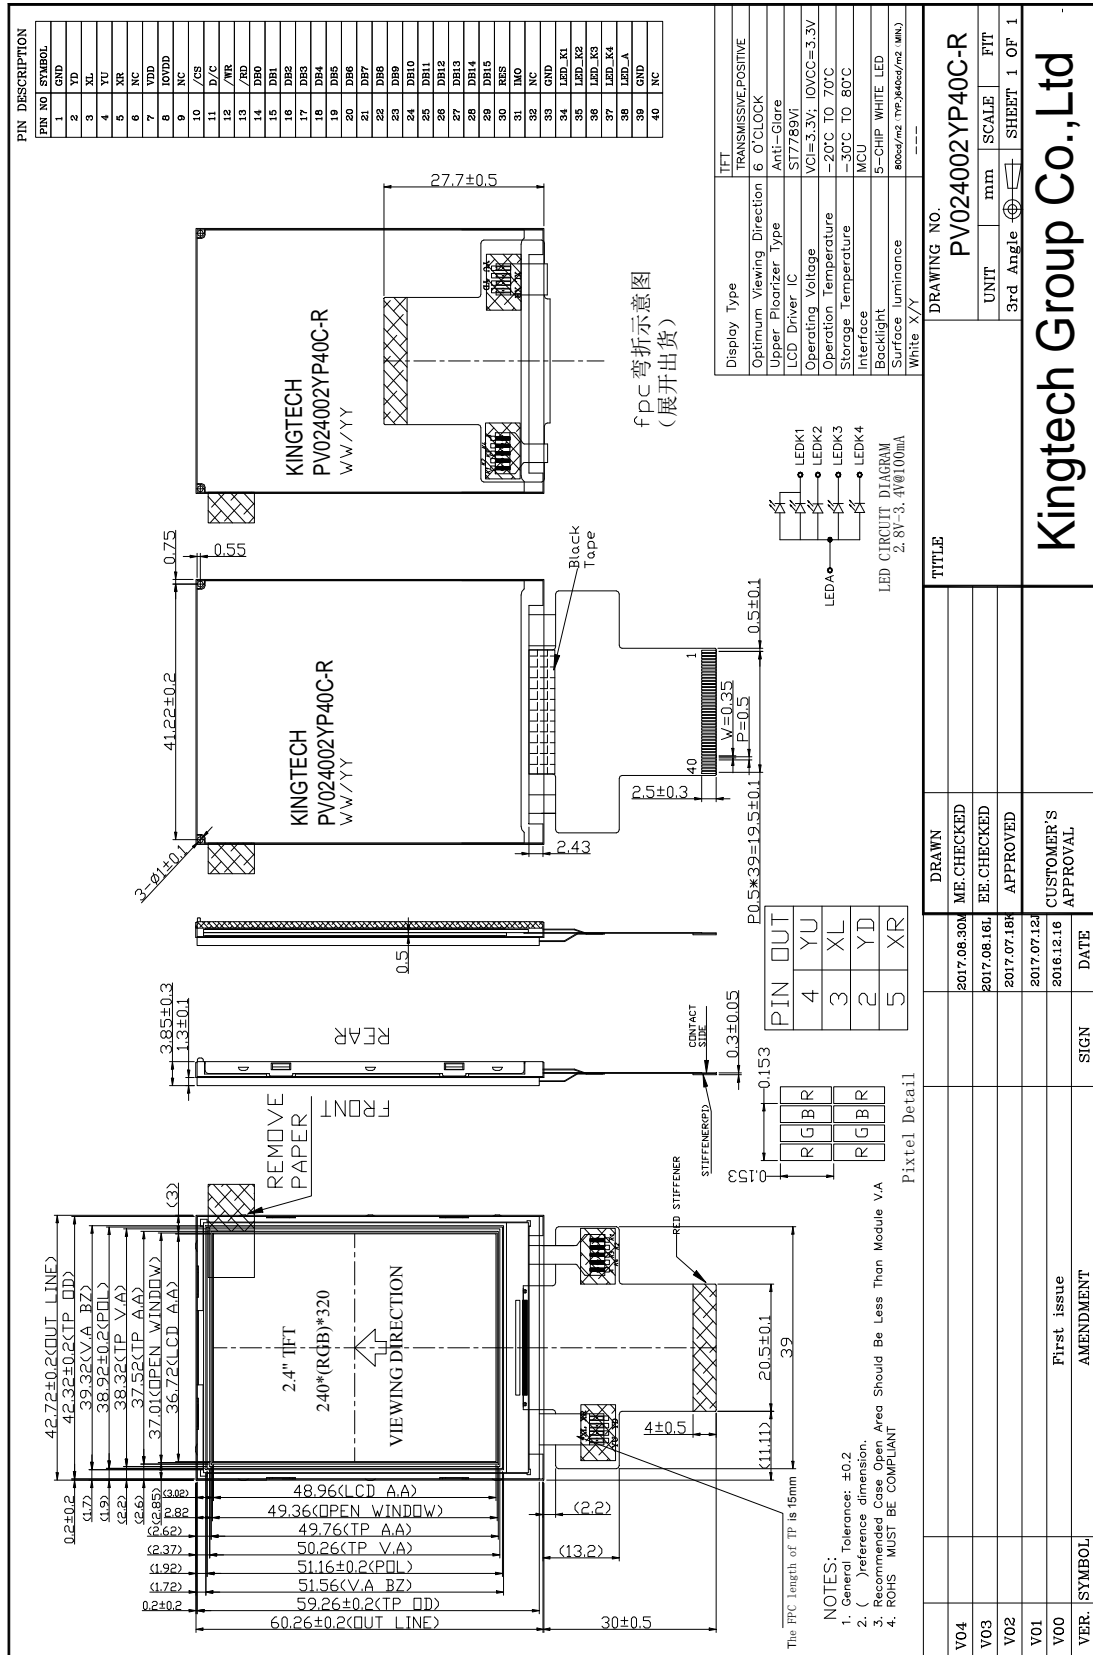 PIN DESCRIPTION
PIN NO SYMBOL
1 GND
2 YD
3 XL
4 YU
5 XR
6 NC
7 VDD
8 IOVDD
9 NC
10 /CS
11 D/C
12 /WR
13 /RD
14 DB0
15 DB1
16 DB2
17 DB3
18 DB4
19 DB5
20 DB6
21 DB7
22 DB8
23 DB9
24 DB10
25 DB11
26 DB12
27 DB13
28 DB14
29 DB15
30 RES
31 IM0
32 NC
33 GND
34 LED_K1
35 LED_K2
36 LED_K3
37 LED_K4
38 LED_A
39 GND
40 NC
27.7±0.5
KINGTECH
PV024002YP40C-R
WW/YY
fpc弯折示意图
(展开出货)
0.75
0.55
41.22±0.2
3-Ø1±0.1
KINGTECH
PV024002YP40C-R
WW/YY
Black
Tape
2.43
2.5±0.3
40
1
W=0.35
P=0.5
0.5±0.1
P0.5*39=19.5±0.1
0.5
3.85±0.3
1.3±0.1
REAR
FRONT
CONTACT
SIDE
STIFFENER(PI)
0.3±0.05
REMOVE
PAPER
42.72±0.2(OUT LINE)
42.32±0.2(TP OD)
39.32(V.A BZ)
38.92±0.2(POL)
38.32(TP V.A)
37.52(TP A.A)
37.01(OPEN WINDOW)
36.72(LCD A.A)
(3)
0.2±0.2
(1.7)
(1.9)
(2.2)
(2.6)
(2.85)
(3.02)
2.82
(2.62)
(2.37)
(1.92)
(1.72)
0.2±0.2
48.96(LCD A.A)
49.36(OPEN WINDOW)
49.76(TP A.A)
50.26(TP V.A)
51.16±0.2(POL)
51.56(V.A BZ)
59.26±0.2(TP OD)
60.26±0.2(OUT LINE)
2.4" TFT
240*(RGB)*320
VIEWING DIRECTION
(2.2)
(13.2)
30±0.5
4±0.5
(11.11)
20.5±0.1
39
RED STIFFENER
The FPC length of TP is 15mm
0.153
0.153
R G B R
R G B R
Pixtel Detail
PIN OUT
4 YU
3 XL
2 YD
5 XR
LEDA
LEDK1
LEDK2
LEDK3
LEDK4
LED CIRCUIT DIAGRAM
2.8V-3.4V@100mA
Display Type TFT
TRANSMISSIVE,POSITIVE
Optimum Viewing Direction 6 O'CLOCK
Upper Ploarizer Type Anti-Glare
LCD Driver IC ST7789Vi
Operating Voltage VCI=3.3V; IOVCC=3.3V
Operation Temperature -20°C TO 70°C
Storage Temperature -30°C TO 80°C
Interface MCU
Backlight 5-CHIP WHITE LED
Surface luminance 800cd/m2 (TYP.)640cd/m2 (MIN.)
White X/Y ---
NOTES:
1. General Tolerance: ±0.2
2. ( )reference dimension.
3. Recommended Case Open Area Should Be Less Than Module V.A
4. ROHS MUST BE COMPLIANT
V04 2017.08.30M
V03 2017.08.16L
V02 2017.07.18K
V01 2017.07.12J
V00 First issue 2016.12.16
VER. SYMBOL AMENDMENT SIGN DATE
DRAWN
ME.CHECKED
EE.CHECKED
APPROVED
CUSTOMER'S
APPROVAL
TITLE
DRAWING NO.
PV024002YP40C-R
UNIT mm SCALE FIT
3rd Angle SHEET 1 OF 1
Kingtech Group Co.,Ltd